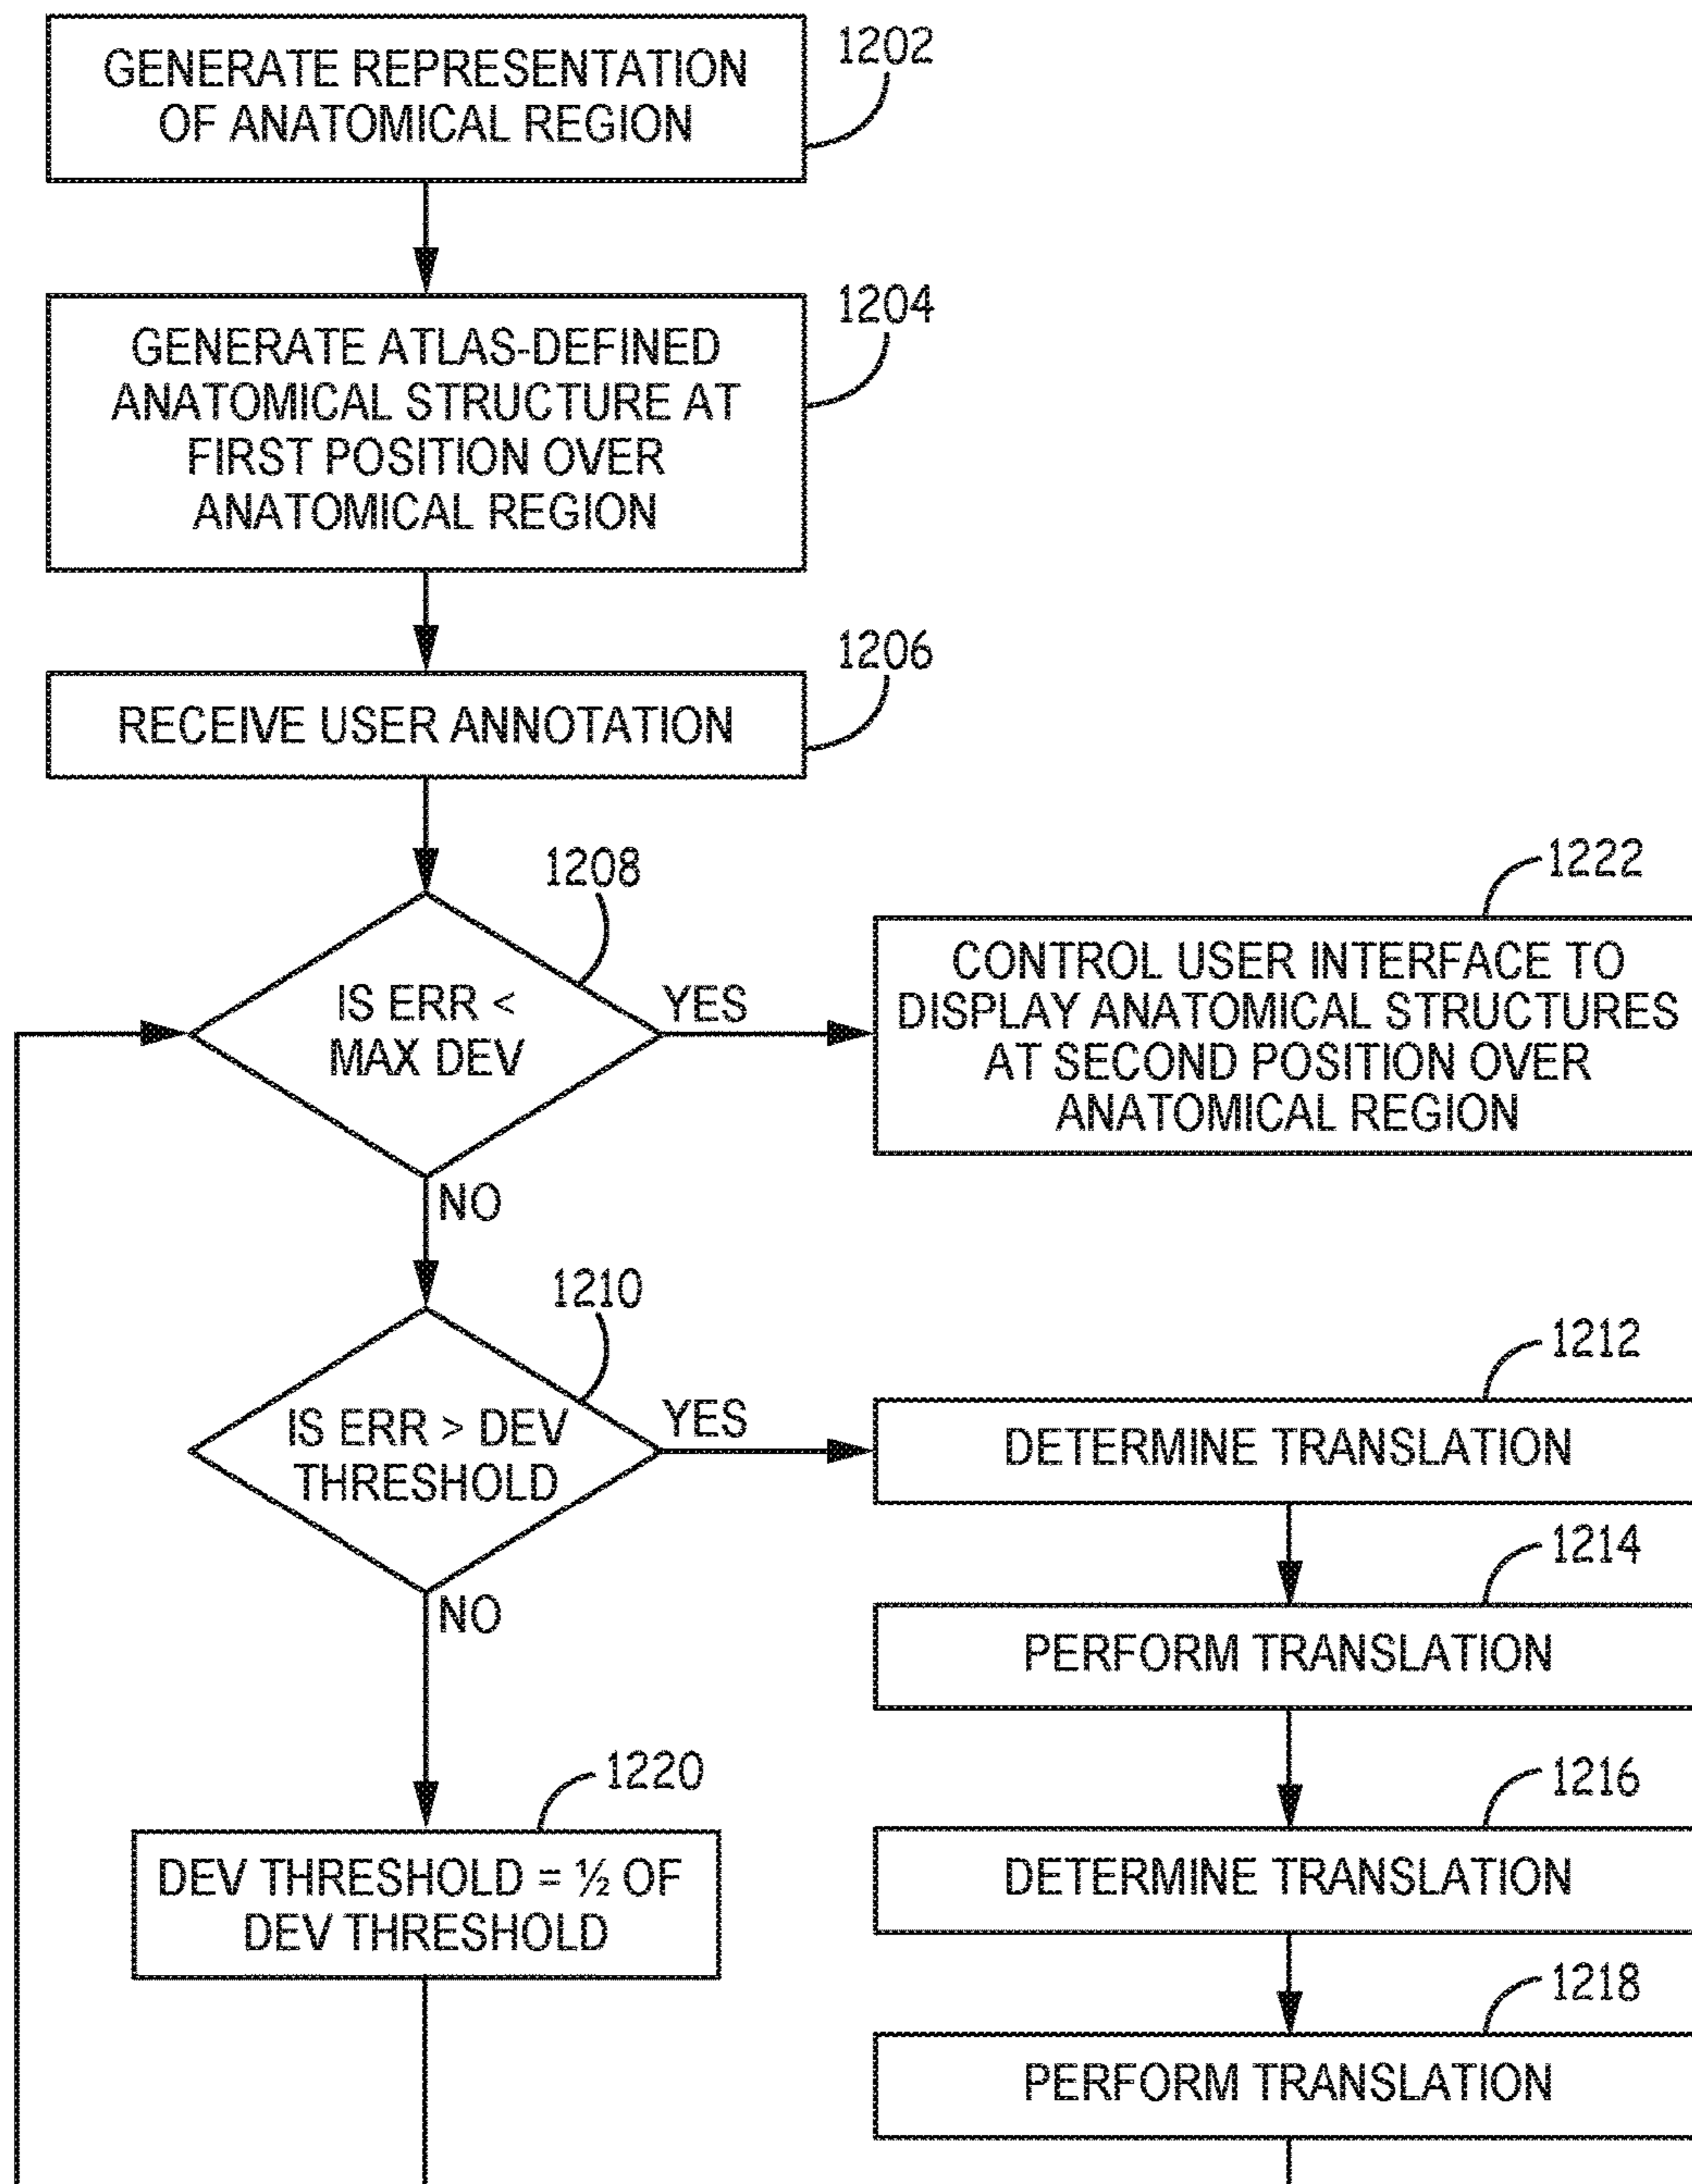 GENERATE REPRESENTATION
OF ANATOMICAL REGION
1202
GENERATE ATLAS-DEFINED
ANATOMICAL STRUCTURE AT
FIRST POSITION OVER
ANATOMICAL REGION
1204
RECEIVE USER ANNOTATION
1206
IS ERR <
MAX DEV
1208
YES
NO
CONTROL USER INTERFACE TO
DISPLAY ANATOMICAL STRUCTURES
AT SECOND POSITION OVER
ANATOMICAL REGION
1222
IS ERR > DEV
THRESHOLD
1210
YES
NO
DETERMINE TRANSLATION
1212
PERFORM TRANSLATION
1214
DETERMINE TRANSLATION
1216
PERFORM TRANSLATION
1218
DEV THRESHOLD = ½ OF
DEV THRESHOLD
1220